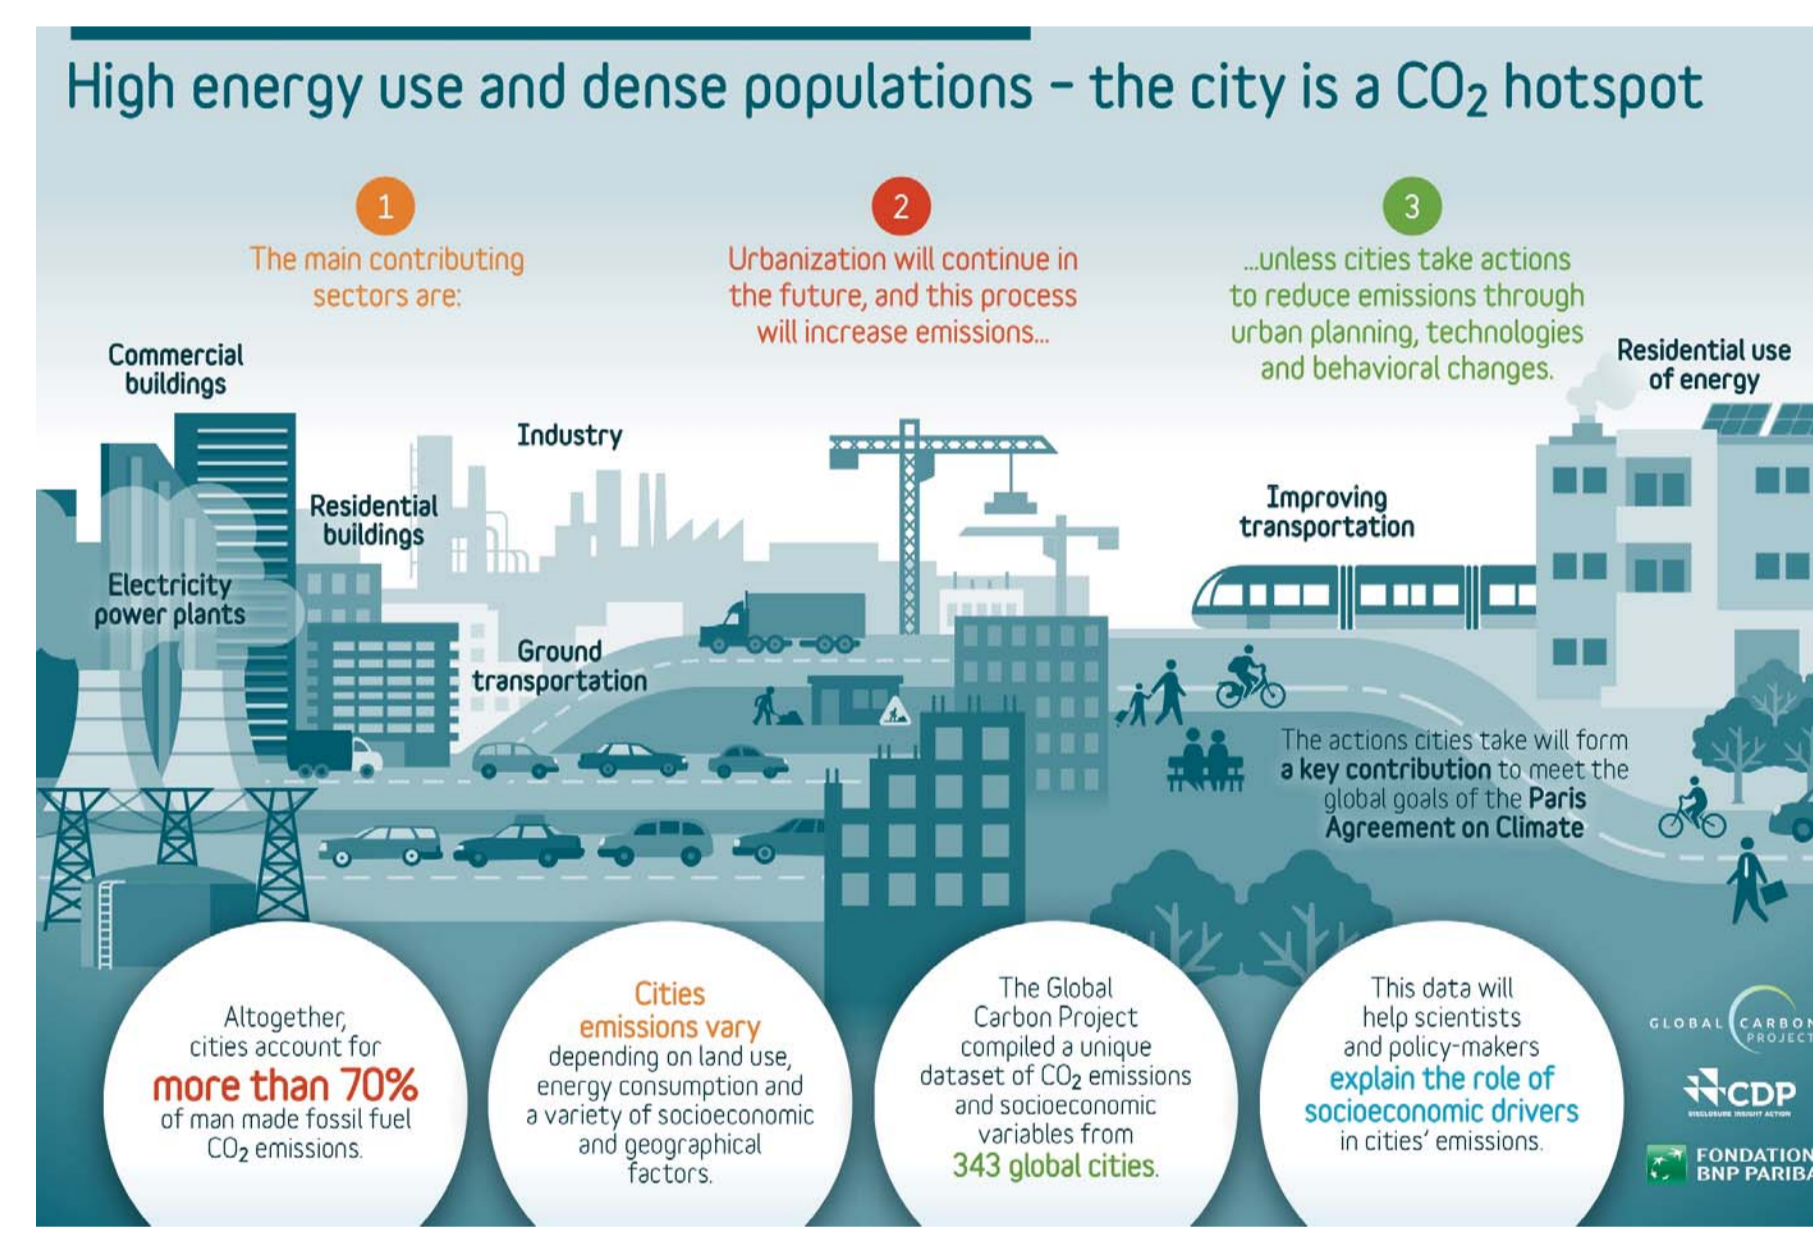 High energy use and dense populations – the city is a CO₂ hotspot
1
The main contributing
sectors are:
2
Urbanization will continue in
the future, and this process
will increase emissions...
3
...unless cities take actions
to reduce emissions through
urban planning, technologies
and behavioral changes.
Commercial
buildings
Industry
Residential
buildings
Electricity
power plants
Ground
transportation
Improving
transportation
Residential use
of energy
The actions cities take will form
a key contribution to meet the
global goals of the Paris
Agreement on Climate
Altogether,
cities account for
more than 70%
of man made fossil fuel
CO₂ emissions.
Cities
emissions vary
depending on land use,
energy consumption and
a variety of socioeconomic
and geographical
factors.
The Global
Carbon Project
compiled a unique
dataset of CO₂ emissions
and socioeconomic
variables from
343 global cities.
This data will
help scientists
and policy-makers
explain the role of
socioeconomic drivers
in cities' emissions.
GLOBAL CARBON
PROJECT
CDP
DISCLOSURE INSIGHT ACTION
FONDATION
BNP PARIBA